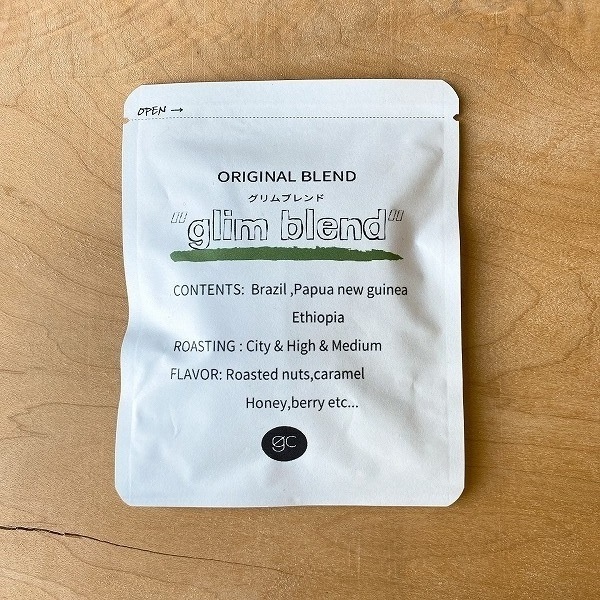 OPEN →
ORIGINAL BLEND
グリムブレンド
"glim blend"
CONTENTS: Brazil ,Papua new guinea
Ethiopia
ROASTING : City & High & Medium
FLAVOR: Roasted nuts,caramel
Honey,berry etc...
gc